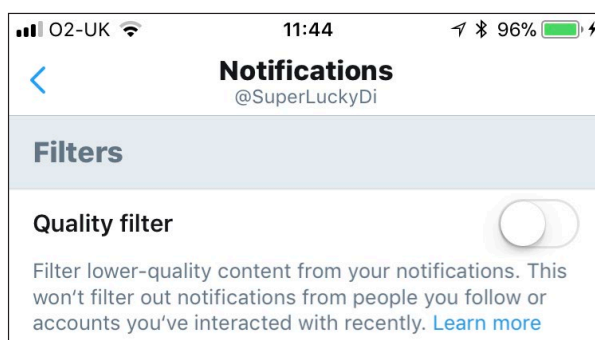 O2-UK 11:44 96%
Notifications
@SuperLuckyDi
Filters
Quality filter
Filter lower-quality content from your notifications. This
won't filter out notifications from people you follow or
accounts you've interacted with recently. Learn more